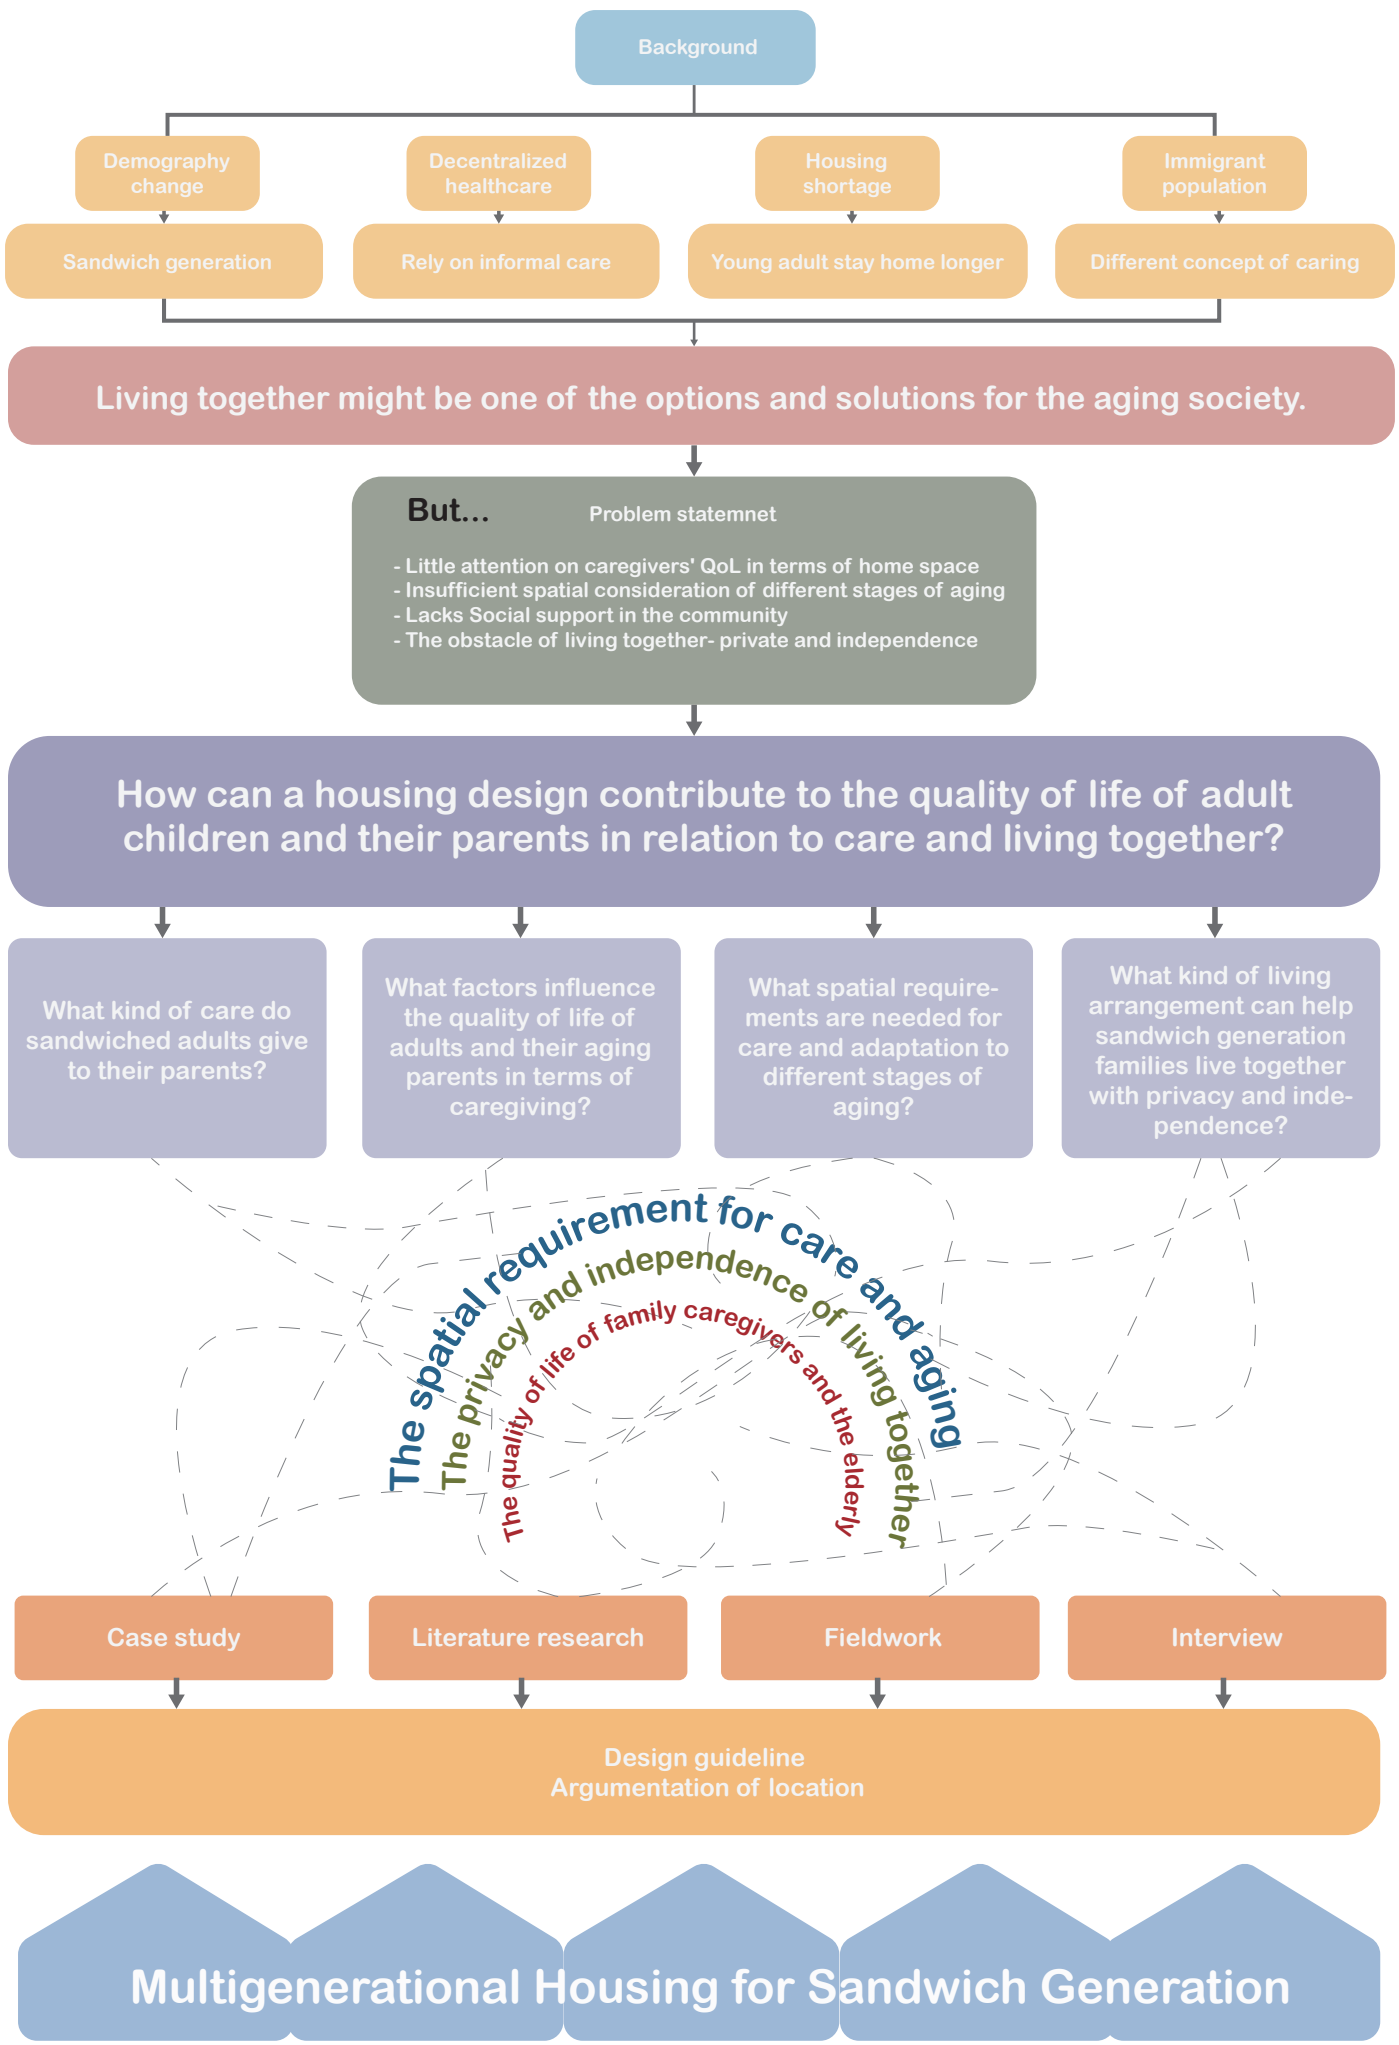 Background
Demography
change
Decentralized
healthcare
Housing
shortage
Immigrant
population
Sandwich generation
Rely on informal care
Young adult stay home longer
Different concept of caring
Living together might be one of the options and solutions for the aging society.
But...
Problem statemnet
- Little attention on caregivers' QoL in terms of home space
- Insufficient spatial consideration of different stages of aging
- Lacks Social support in the community
- The obstacle of living together- private and independence
How can a housing design contribute to the quality of life of adult
children and their parents in relation to care and living together?
What kind of care do
sandwiched adults give
to their parents?
What factors influence
the quality of life of
adults and their aging
parents in terms of
caregiving?
What spatial require-
ments are needed for
care and adaptation to
different stages of
aging?
What kind of living
arrangement can help
sandwich generation
families live together
with privacy and inde-
pendence?
The spatial requirement for care and aging
The privacy and independence of living together
The quality of life of family caregivers and the elderly
Case study
Literature research
Fieldwork
Interview
Design guideline
Argumentation of location
Multigenerational Housing for Sandwich Generation